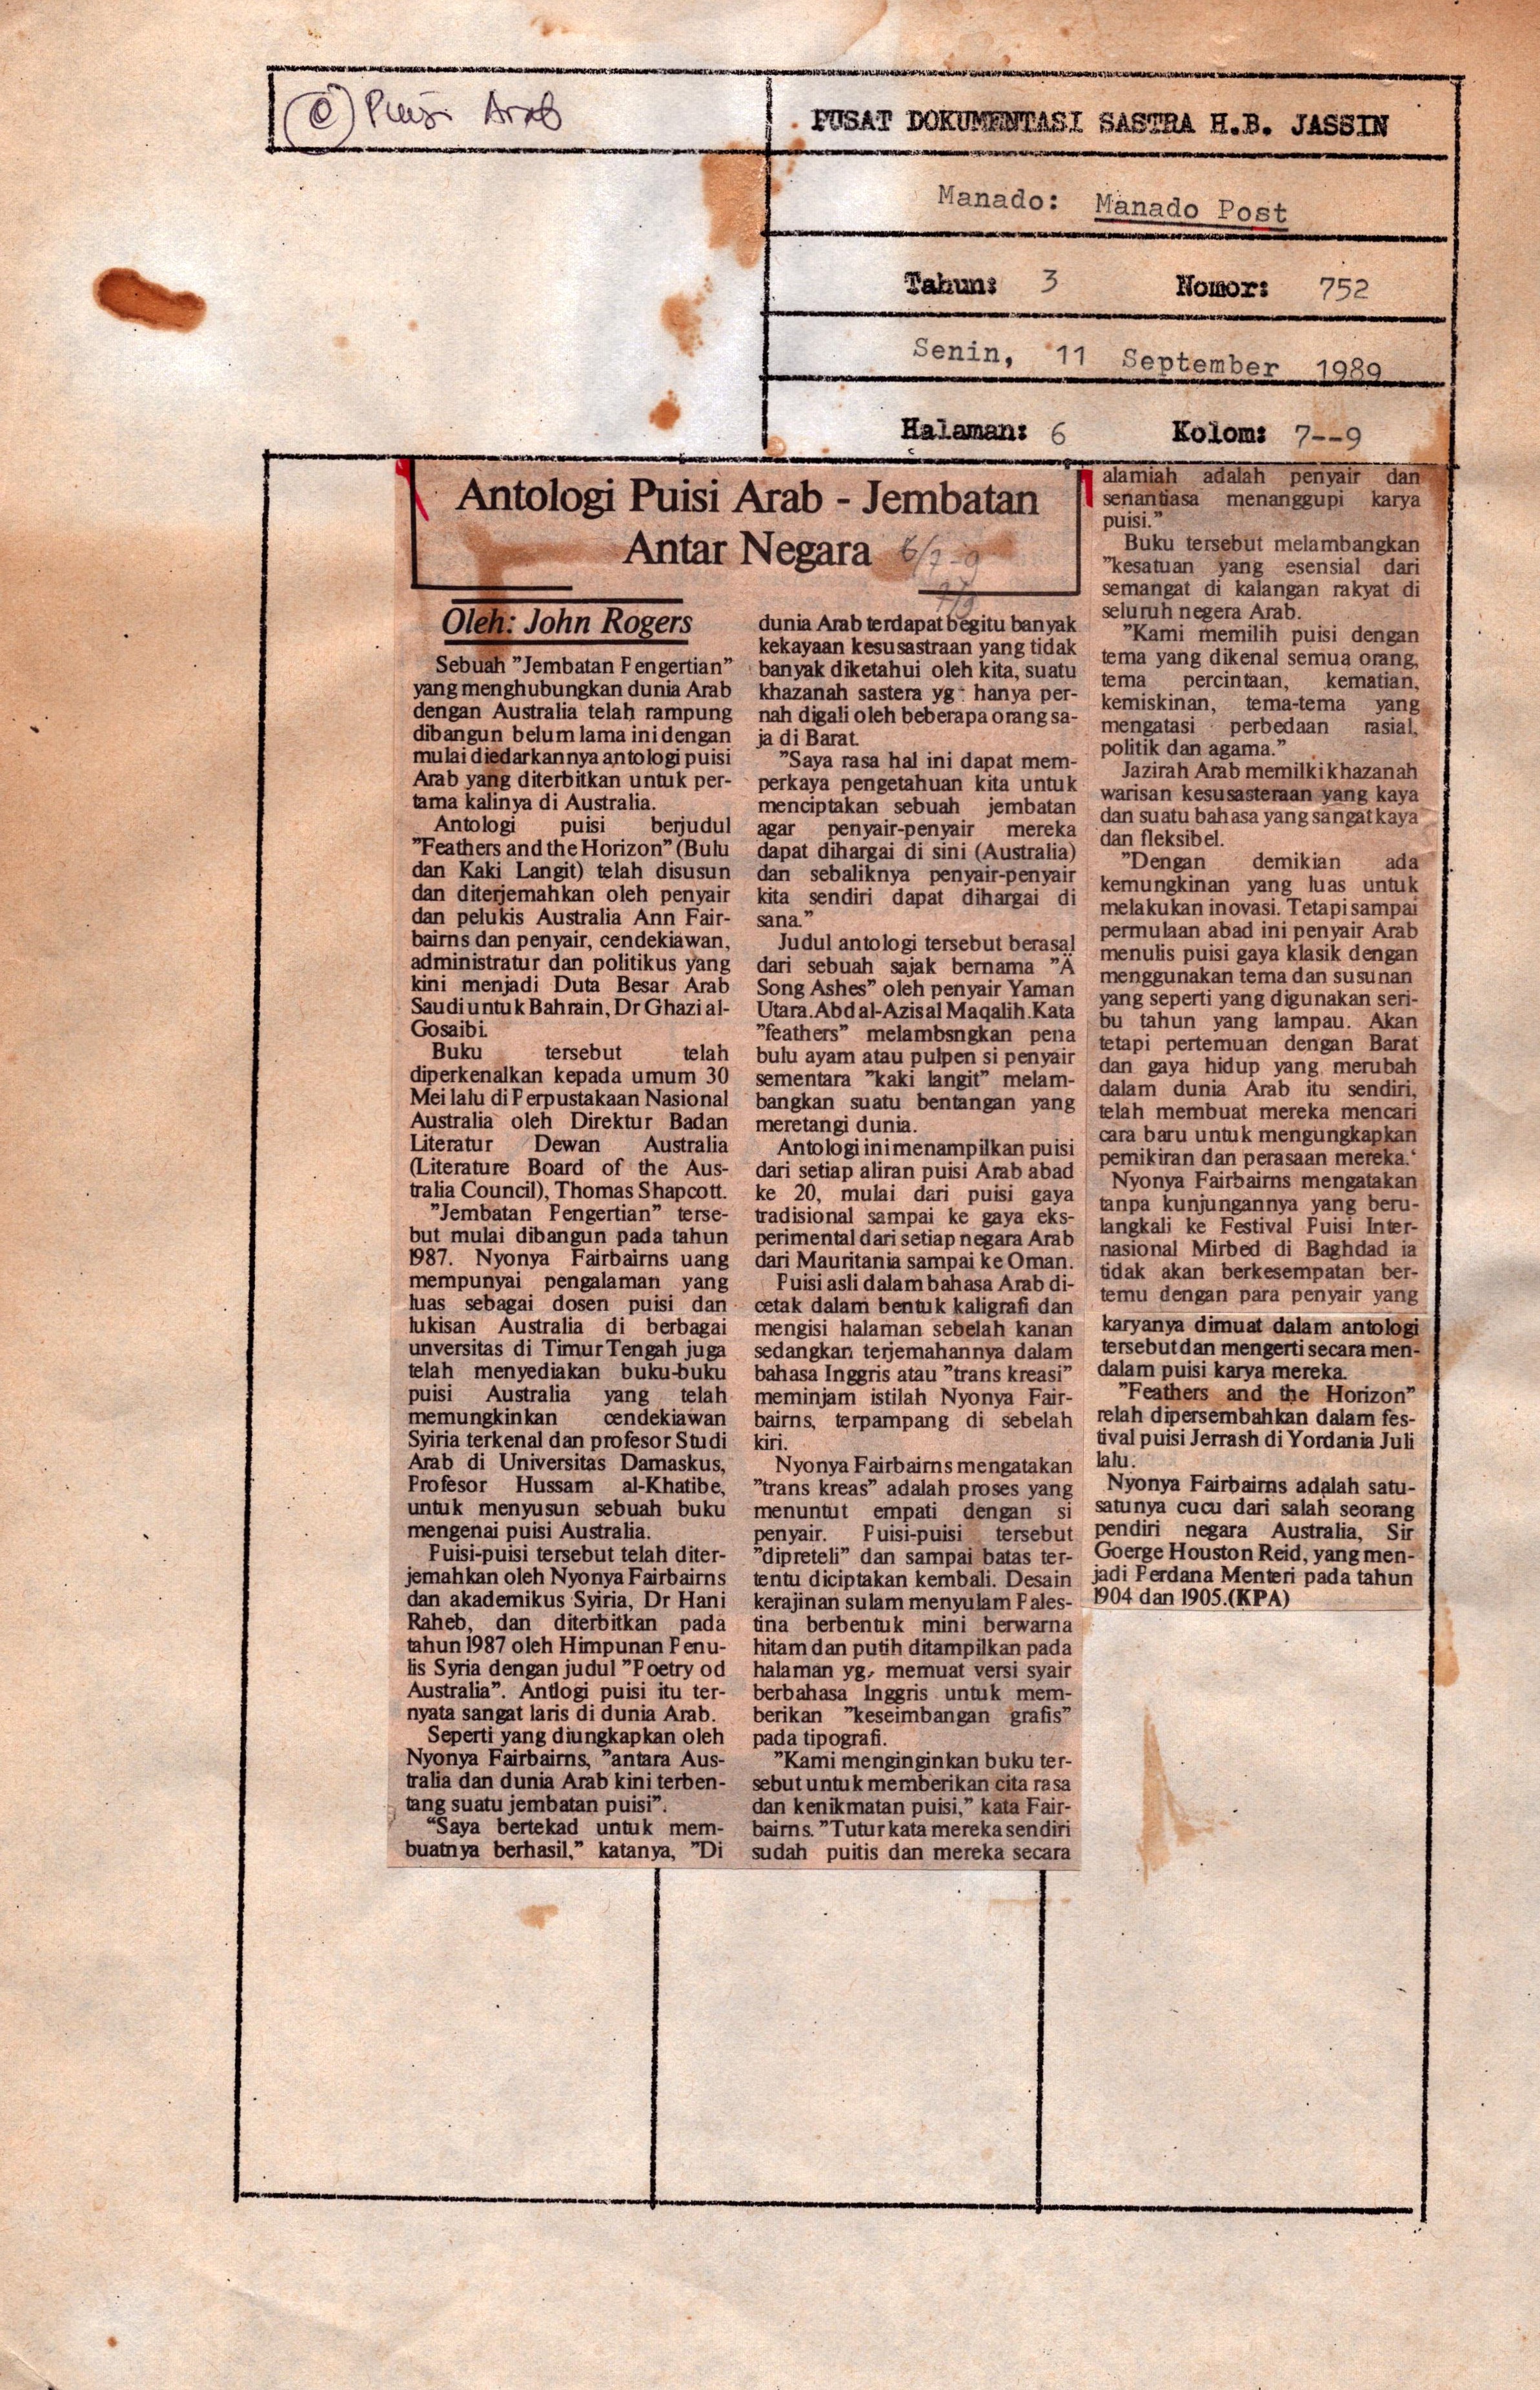 © Puisi Arab
PUSAT DOKUMENTASI SASTRA H.B. JASSIN
Manado: Manado Post
Tahun: 3 Nomor: 752
Senin, 11 September 1989
Halaman: 6 Kolom: 7--9
Antologi Puisi Arab - Jembatan
Antar Negara 6/7-9
Oleh: John Rogers
Sebuah "Jembatan Pengertian"
yang menghubungkan dunia Arab
dengan Australia telah rampung
dibangun belum lama ini dengan
mulai diedarkannya antologi puisi
Arab yang diterbitkan untuk per-
tama kalinya di Australia.
Antologi puisi berjudul
"Feathers and the Horizon" (Bulu
dan Kaki Langit) telah disusun
dan diterjemahkan oleh penyair
dan pelukis Australia Ann Fair-
bairns dan penyair, cendekiawan,
administratur dan politikus yang
kini menjadi Duta Besar Arab
Saudi untuk Bahrain, Dr Ghazi al-
Gosaibi.
Buku tersebut telah
diperkenalkan kepada umum 30
Mei lalu di Perpustakaan Nasional
Australia oleh Direktur Badan
Literatur Dewan Australia
(Literature Board of the Aus-
tralia Council), Thomas Shapcott.
"Jembatan Pengertian" terse-
but mulai dibangun pada tahun
1987. Nyonya Fairbairns uang
mempunyai pengalaman yang
luas sebagai dosen puisi dan
lukisan Australia di berbagai
unversitas di Timur Tengah juga
telah menyediakan buku-buku
puisi Australia yang telah
memungkinkan cendekiawan
Syiria terkenal dan profesor Studi
Arab di Universitas Damaskus,
Profesor Hussam al-Khatibe,
untuk menyusun sebuah buku
mengenai puisi Australia.
Puisi-puisi tersebut telah diter-
jemahkan oleh Nyonya Fairbairns
dan akademikus Syiria, Dr Hani
Raheb, dan diterbitkan pada
tahun 1987 oleh Himpunan Penu-
lis Syria dengan judul "Poetry od
Australia". Antlogi puisi itu ter-
nyata sangat laris di dunia Arab.
Seperti yang diungkapkan oleh
Nyonya Fairbairns, "antara Aus-
tralia dan dunia Arab kini terben-
tang suatu jembatan puisi".
"Saya bertekad untuk mem-
buatnya berhasil," katanya, "Di
dunia Arab terdapat begitu banyak
kekayaan kesusastraan yang tidak
banyak diketahui oleh kita, suatu
khazanah sastera yg hanya per-
nah digali oleh beberapa orang sa-
ja di Barat.
"Saya rasa hal ini dapat mem-
perkaya pengetahuan kita untuk
menciptakan sebuah jembatan
agar penyair-penyair mereka
dapat dihargai di sini (Australia)
dan sebaliknya penyair-penyair
kita sendiri dapat dihargai di
sana."
Judul antologi tersebut berasal
dari sebuah sajak bernama "Ä
Song Ashes" oleh penyair Yaman
Utara. Abd al-Azis al Maqalih. Kata
"feathers" melambsngkan pena
bulu ayam atau pulpen si penyair
sementara "kaki langit" melam-
bangkan suatu bentangan yang
meretangi dunia.
Antologi ini menampilkan puisi
dari setiap aliran puisi Arab abad
ke 20, mulai dari puisi gaya
tradisional sampai ke gaya eks-
perimental dari setiap negara Arab
dari Mauritania sampai ke Oman.
Puisi asli dalam bahasa Arab di-
cetak dalam bentuk kaligrafi dan
mengisi halaman sebelah kanan
sedangkan terjemahannya dalam
bahasa Inggris atau "trans kreasi"
meminjam istilah Nyonya Fair-
bairns, terpampang di sebelah
kiri.
Nyonya Fairbairns mengatakan
"trans kreas" adalah proses yang
menuntut empati dengan si
penyair. Puisi-puisi tersebut
"dipreteli" dan sampai batas ter-
tentu diciptakan kembali. Desain
kerajinan sulam menyulam Pales-
tina berbentuk mini berwarna
hitam dan putih ditampilkan pada
halaman yg, memuat versi syair
berbahasa Inggris untuk mem-
berikan "keseimbangan grafis"
pada tipografi.
"Kami menginginkan buku ter-
sebut untuk memberikan cita rasa
dan kenikmatan puisi," kata Fair-
bairns. "Tutur kata mereka sendiri
sudah puitis dan mereka secara
alamiah adalah penyair dan
senantiasa menanggupi karya
puisi."
Buku tersebut melambangkan
"kesatuan yang esensial dari
semangat di kalangan rakyat di
seluruh negera Arab.
"Kami memilih puisi dengan
tema yang dikenal semua orang,
tema percintaan, kematian,
kemiskinan, tema-tema yang
mengatasi perbedaan rasial,
politik dan agama."
Jazirah Arab memilki khazanah
warisan kesusasteraan yang kaya
dan suatu bahasa yang sangat kaya
dan fleksibel.
"Dengan demikian ada
kemungkinan yang luas untuk
melakukan inovasi. Tetapi sampai
permulaan abad ini penyair Arab
menulis puisi gaya klasik dengan
menggunakan tema dan susunan
yang seperti yang digunakan seri-
bu tahun yang lampau. Akan
tetapi pertemuan dengan Barat
dan gaya hidup yang merubah
dalam dunia Arab itu sendiri,
telah membuat mereka mencari
cara baru untuk mengungkapkan
pemikiran dan perasaan mereka.'
Nyonya Fairbairns mengatakan
tanpa kunjungannya yang beru-
langkali ke Festival Puisi Inter-
nasional Mirbed di Baghdad ia
tidak akan berkesempatan ber-
temu dengan para penyair yang
karyanya dimuat dalam antologi
tersebut dan mengerti secara men-
dalam puisi karya mereka.
"Feathers and the Horizon"
relah dipersembahkan dalam fes-
tival puisi Jerrash di Yordania Juli
lalu.
Nyonya Fairbairns adalah satu-
satunya cucu dari salah seorang
pendiri negara Australia, Sir
Goerge Houston Reid, yang men-
jadi Perdana Menteri pada tahun
1904 dan 1905.(KPA)